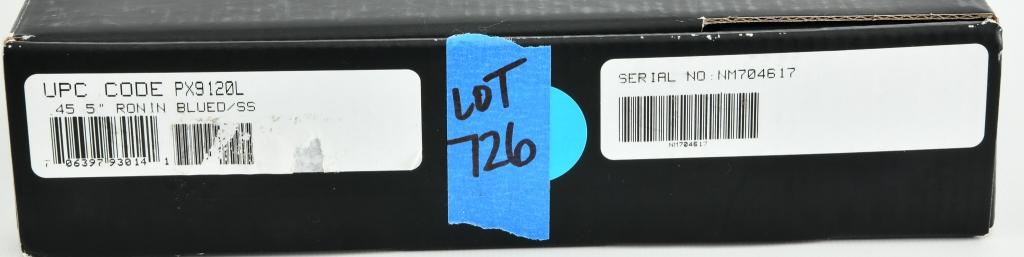 UPC CODE PX9120L
.45 5" RONIN BLUED/SS
7 06397 93014 1
LOT
726
SERIAL NO: NM704617
NM704617